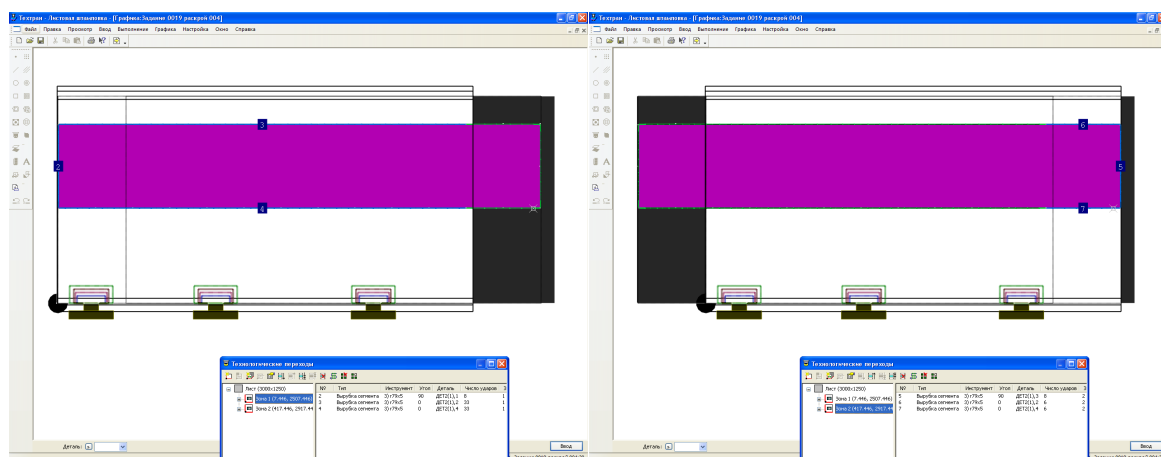 Техтран - Листовая штамповка - [Графика:Задание 0019 раскрой 004]
Файл Правка Просмотр Ввод Выполнение Графика Настройка Окно Справка
3
2
4
Технологические переходы
Лист (3000x1250)
Зона 1 (7.446, 2507.446)
Зона 2 (417.446, 2917.44
№ Тип Инструмент Угол Деталь Число ударов З
2 Вырубка сегмента 3) r79x5 90 ДЕТ2(1),1 8 1
3 Вырубка сегмента 3) r79x5 0 ДЕТ2(1),2 33 1
4 Вырубка сегмента 3) r79x5 0 ДЕТ2(1),4 33 1
Деталь:
Ввод
Техтран - Листовая штамповка - [Графика:Задание 0019 раскрой 004]
Файл Правка Просмотр Ввод Выполнение Графика Настройка Окно Справка
6
5
7
Технологические переходы
Лист (3000x1250)
Зона 1 (7.446, 2507.446)
Зона 2 (417.446, 2917.44
№ Тип Инструмент Угол Деталь Число ударов З
5 Вырубка сегмента 3) r79x5 90 ДЕТ2(1),3 8 2
6 Вырубка сегмента 3) r79x5 0 ДЕТ2(1),2 6 2
7 Вырубка сегмента 3) r79x5 0 ДЕТ2(1),4 6 2
Деталь:
Ввод